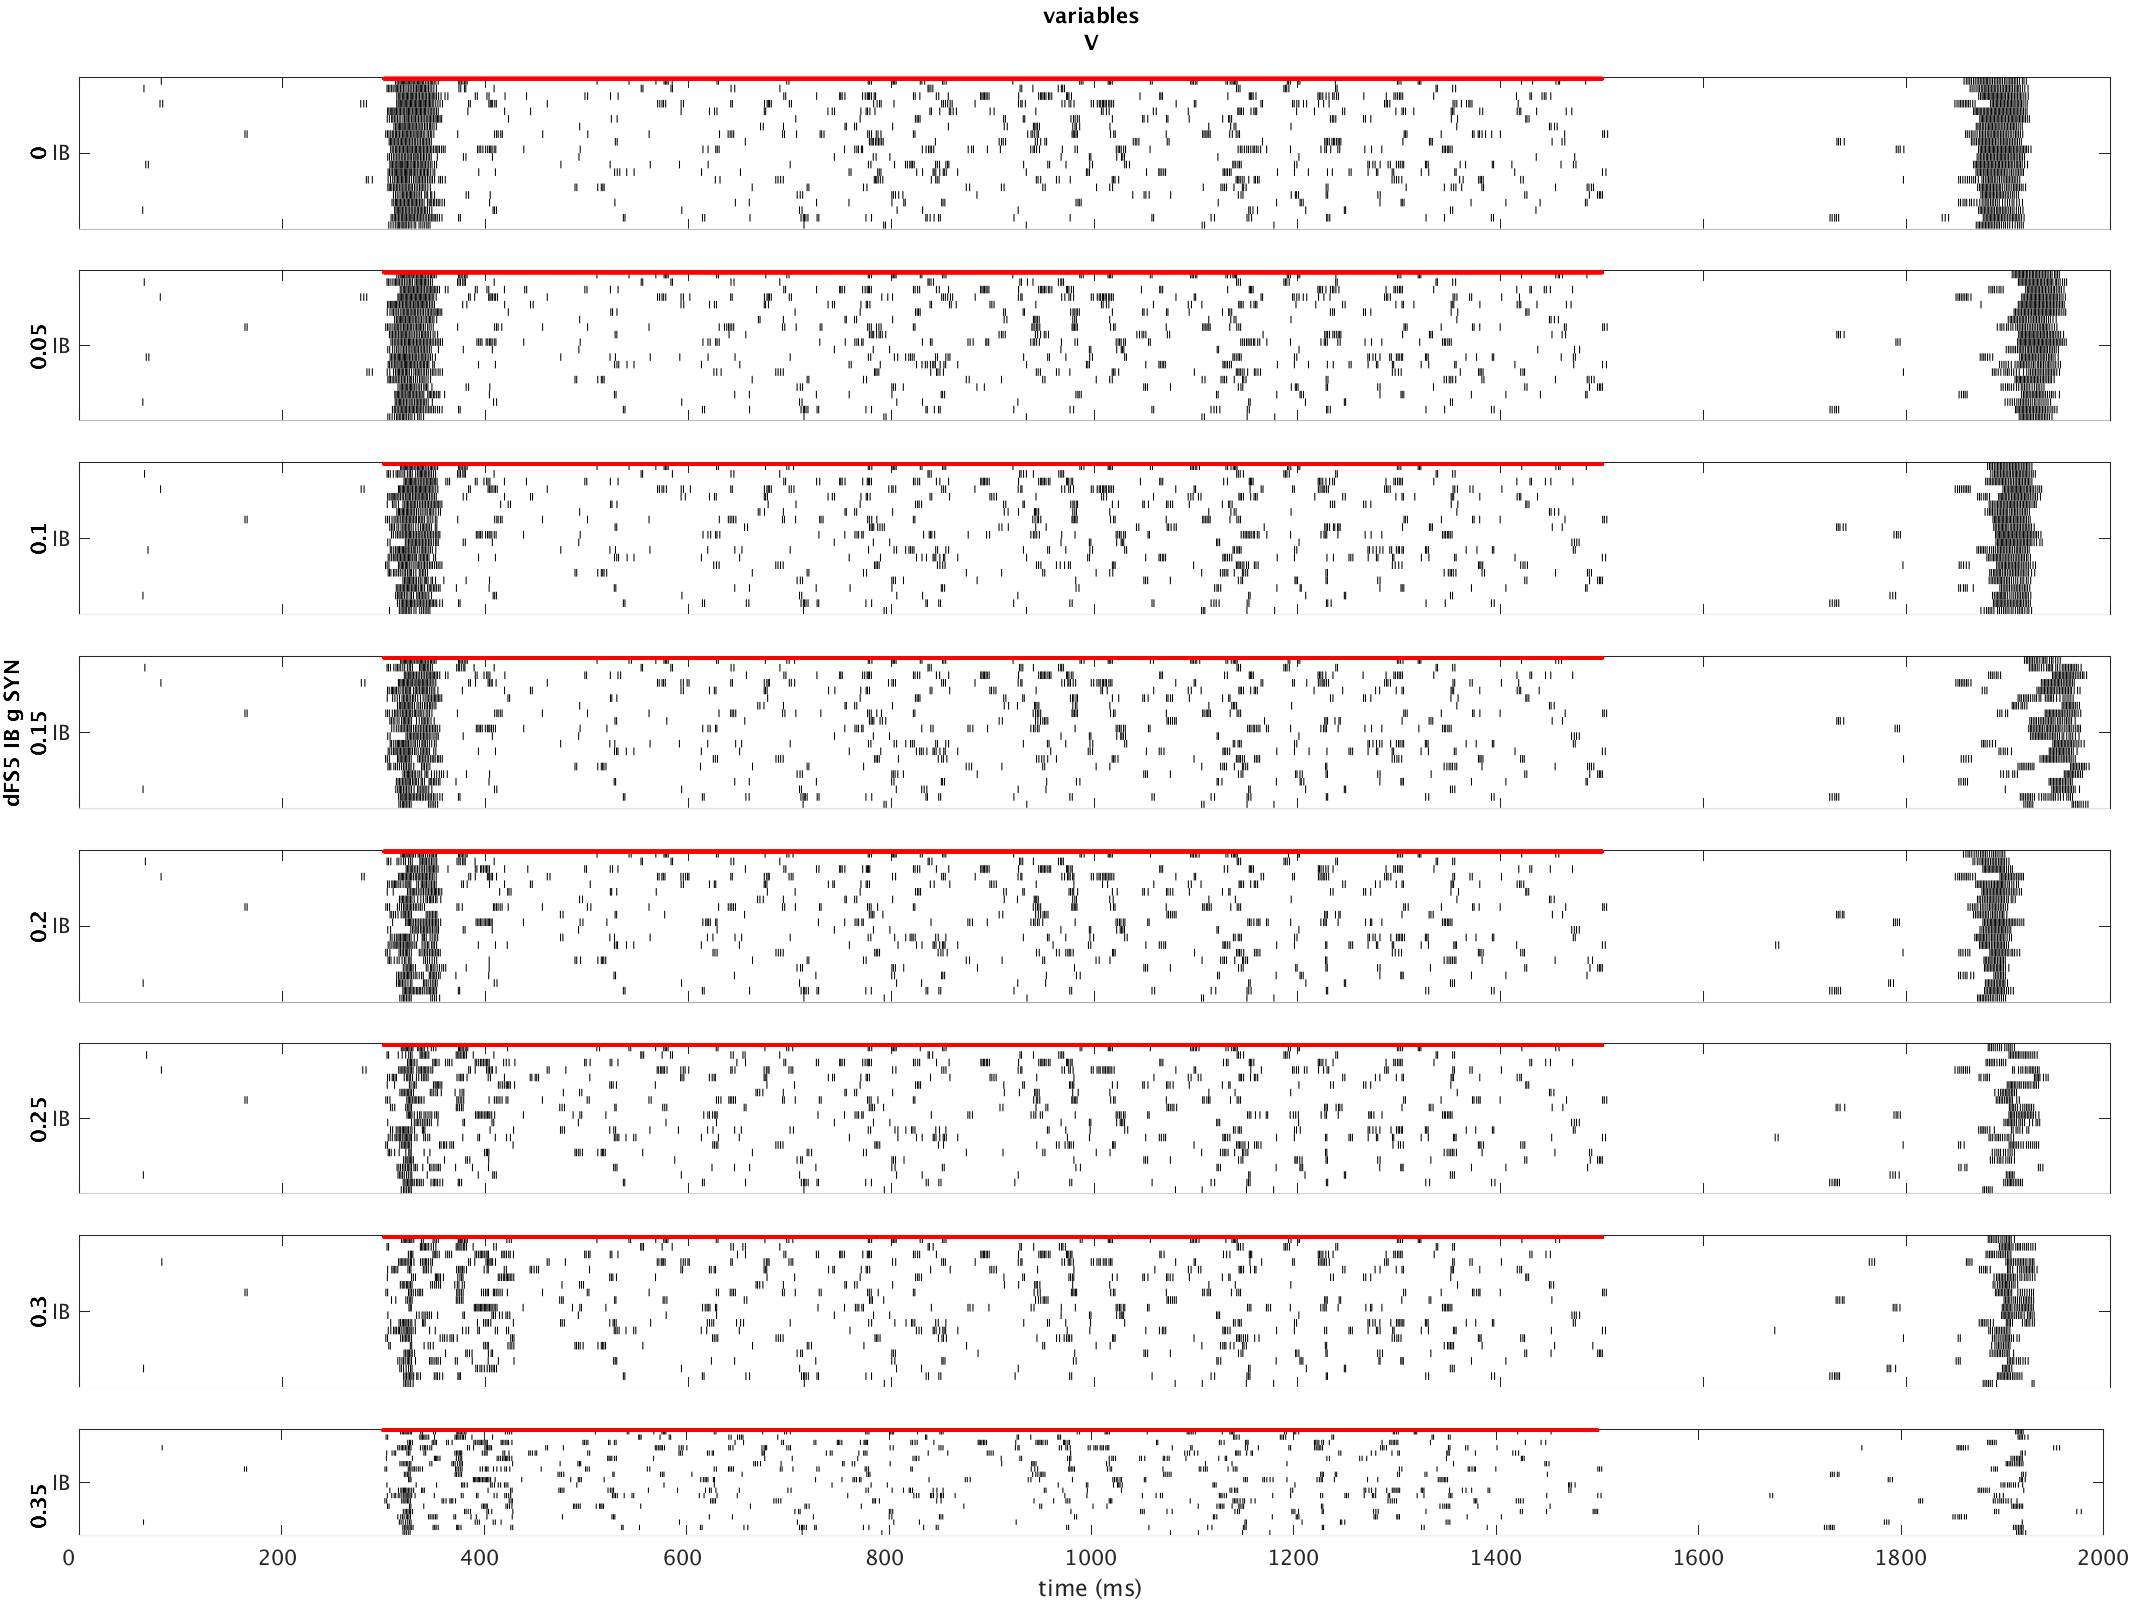 variables
V
dFS5 IB g SYN
0 IB
0.05 IB
0.1 IB
0.15 IB
0.2 IB
0.25 IB
0.3 IB
0.35 IB
0 200 400 600 800 1000 1200 1400 1600 1800 2000
time (ms)